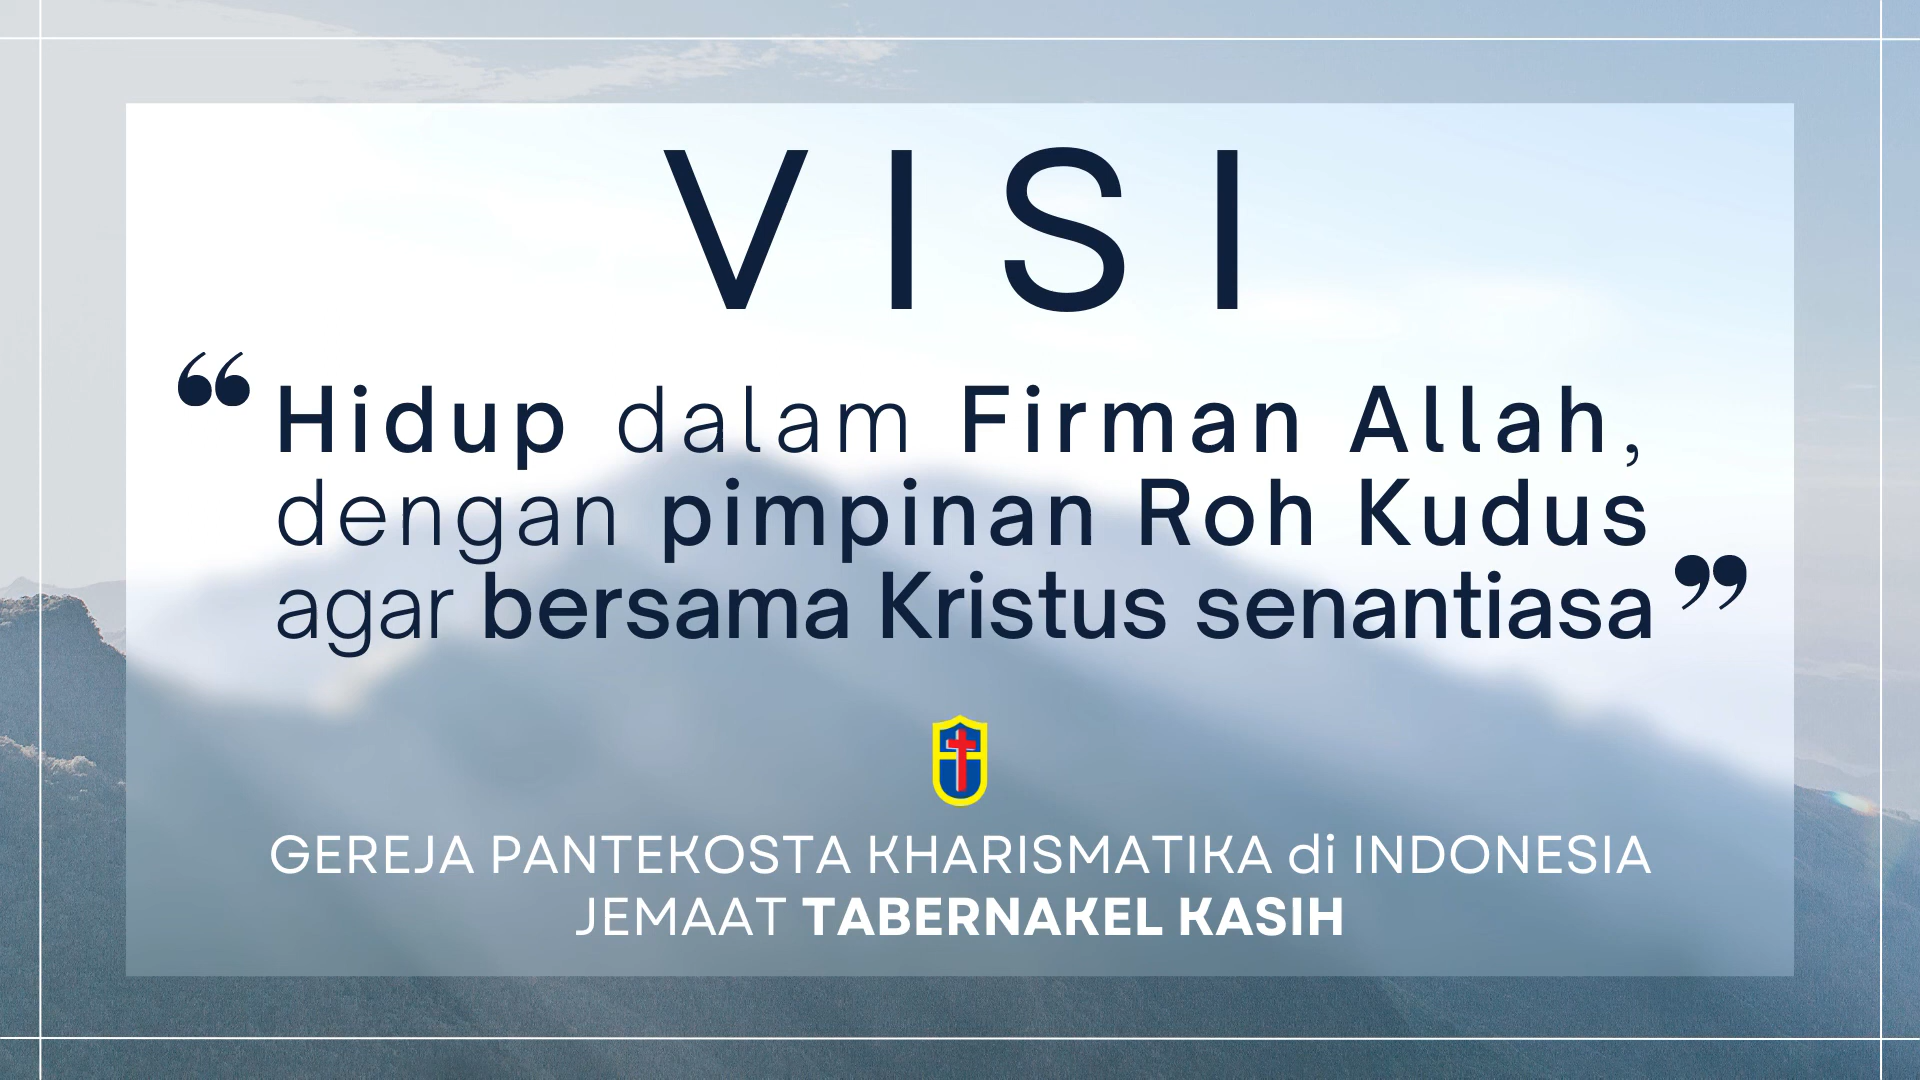 VISI
“Hidup dalam Firman Allah,
dengan pimpinan Roh Kudus
agar bersama Kristus senantiasa”
GEREJA PANTEKOSTA KHARISMATIKA di INDONESIA
JEMAAT TABERNAKEL KASIH